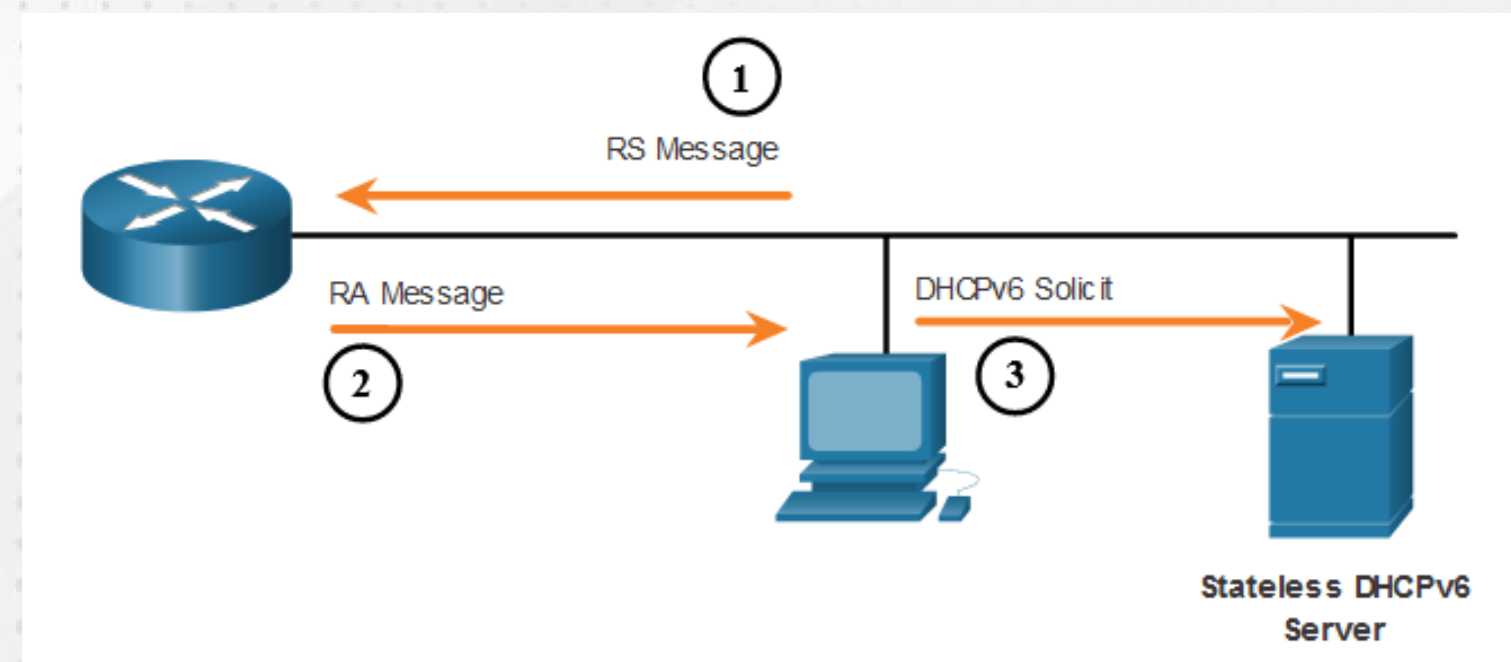 1
RS Message
RA Message
DHCPv6 Solicit
2
3
Stateless DHCPv6
Server